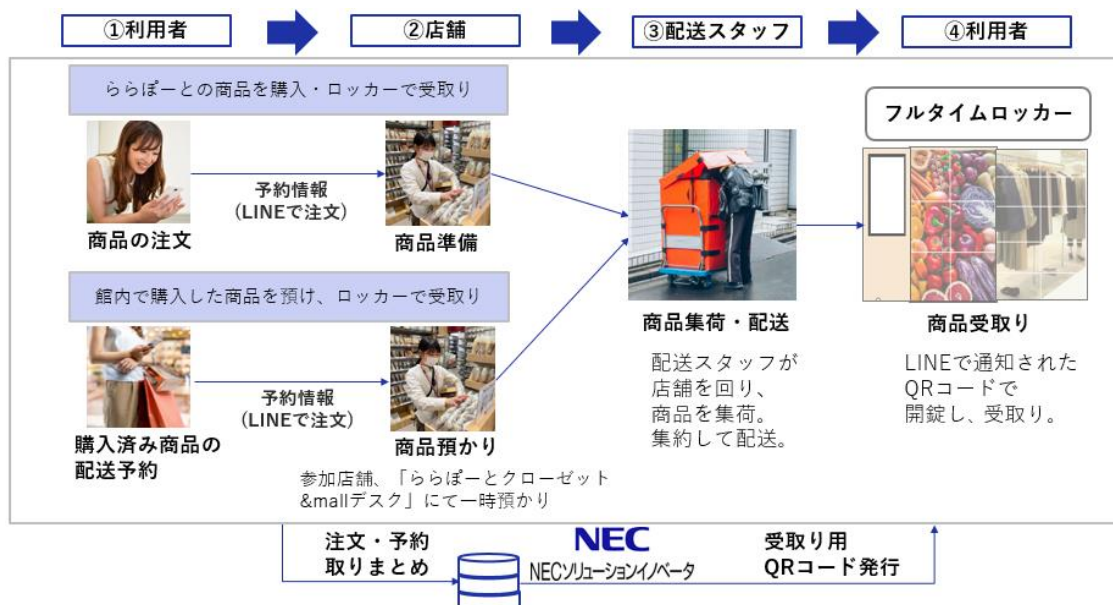 ①利用者
②店舗
③配送スタッフ
④利用者
ららぽーとの商品を購入・ロッカーで受取り
フルタイムロッカー
予約情報
(LINEで注文)
商品の注文
商品準備
館内で購入した商品を預け、ロッカーで受取り
商品集荷・配送
商品受取り
配送スタッフが
店舗を回り、
商品を集荷。
集約して配送。
LINEで通知された
QRコードで
開錠し、受取り。
予約情報
(LINEで注文)
購入済み商品の
配送予約
商品預かり
参加店舗、「ららぽーとクローゼット
&mallデスク」にて一時預かり
注文・予約
取りまとめ
NEC
NECソリューションイノベータ
受取り用
QRコード発行